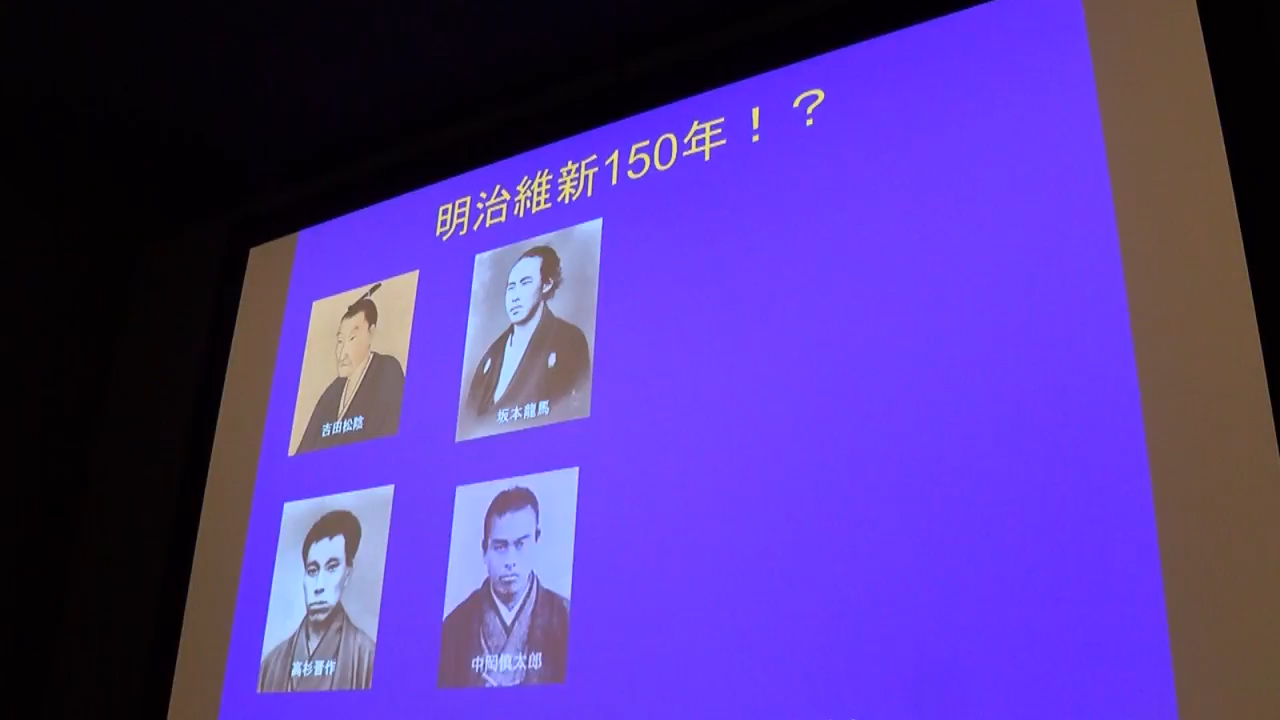 明治維新150年！？
吉田松陰
坂本龍馬
高杉晋作
中岡慎太郎